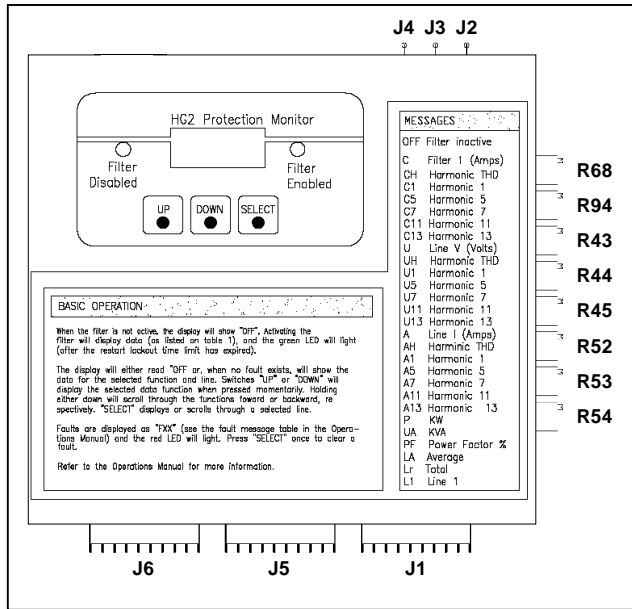 J4 J3 J2
HG2 Protection Monitor
Filter Disabled
Filter Enabled
UP DOWN SELECT
MESSAGES
OFF Filter inactive
C Filter I (Amps)
CH Harmonic THD
C1 Harmonic 1
C5 Harmonic 5
C7 Harmonic 7
C11 Harmonic 11
C13 Harmonic 13
U Line V (Volts)
UH Harmonic THD
U1 Harmonic 1
U5 Harmonic 5
U7 Harmonic 7
U11 Harmonic 11
U13 Harmonic 13
A Line I (Amps)
AH Harminic THD
A1 Harmonic 1
A5 Harmonic 5
A7 Harmonic 7
A11 Harmonic 11
A13 Harmonic 13
P KW
UA KVA
PF Power Factor %
LA Average
Lr Total
L1 Line 1
R68
R94
R43
R44
R45
R52
R53
R54
BASIC OPERATION
When the filter is not active, the display will show "OFF". Activating the
filter will display data (as listed on table 1), and the green LED will light
(after the restart lockout time limit has expired).
The display will either read "OFF or, when no fault exists, will show the
data for the selected function and line. Switches "UP" or "DOWN" will
display the selected data function when pressed momentarily. Holding
either down will scroll through the functions foward or backward, re
spectively. "SELECT" displays or scrolls through a selected line.
Faults are displayed as "FXX" (see the fault message table in the Opera-
tions Manual) and the red LED will light. Press "SELECT" once to clear a
fault.
Refer to the Operations Manual for more information.
J6 J5 J1